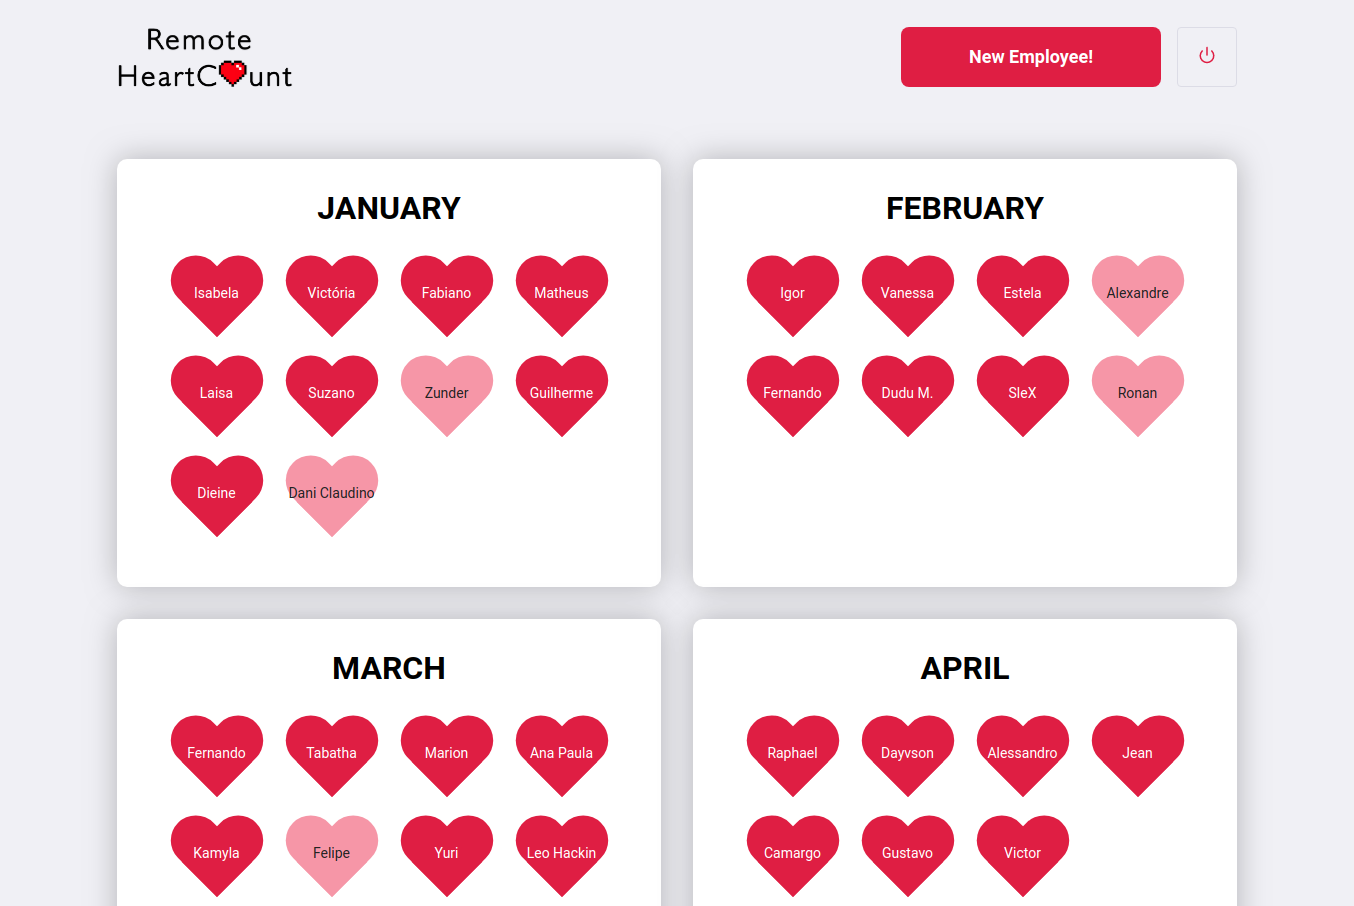 Remote
HeartC unt
New Employee!
JANUARY
Isabela Victória Fabiano Matheus
Laisa Suzano Zunder Guilherme
Dieine Dani Claudino
FEBRUARY
Igor Vanessa Estela Alexandre
Fernando Dudu M. SleX Ronan
MARCH
Fernando Tabatha Marion Ana Paula
Kamyla Felipe Yuri Leo Hackin
APRIL
Raphael Dayvson Alessandro Jean
Camargo Gustavo Victor